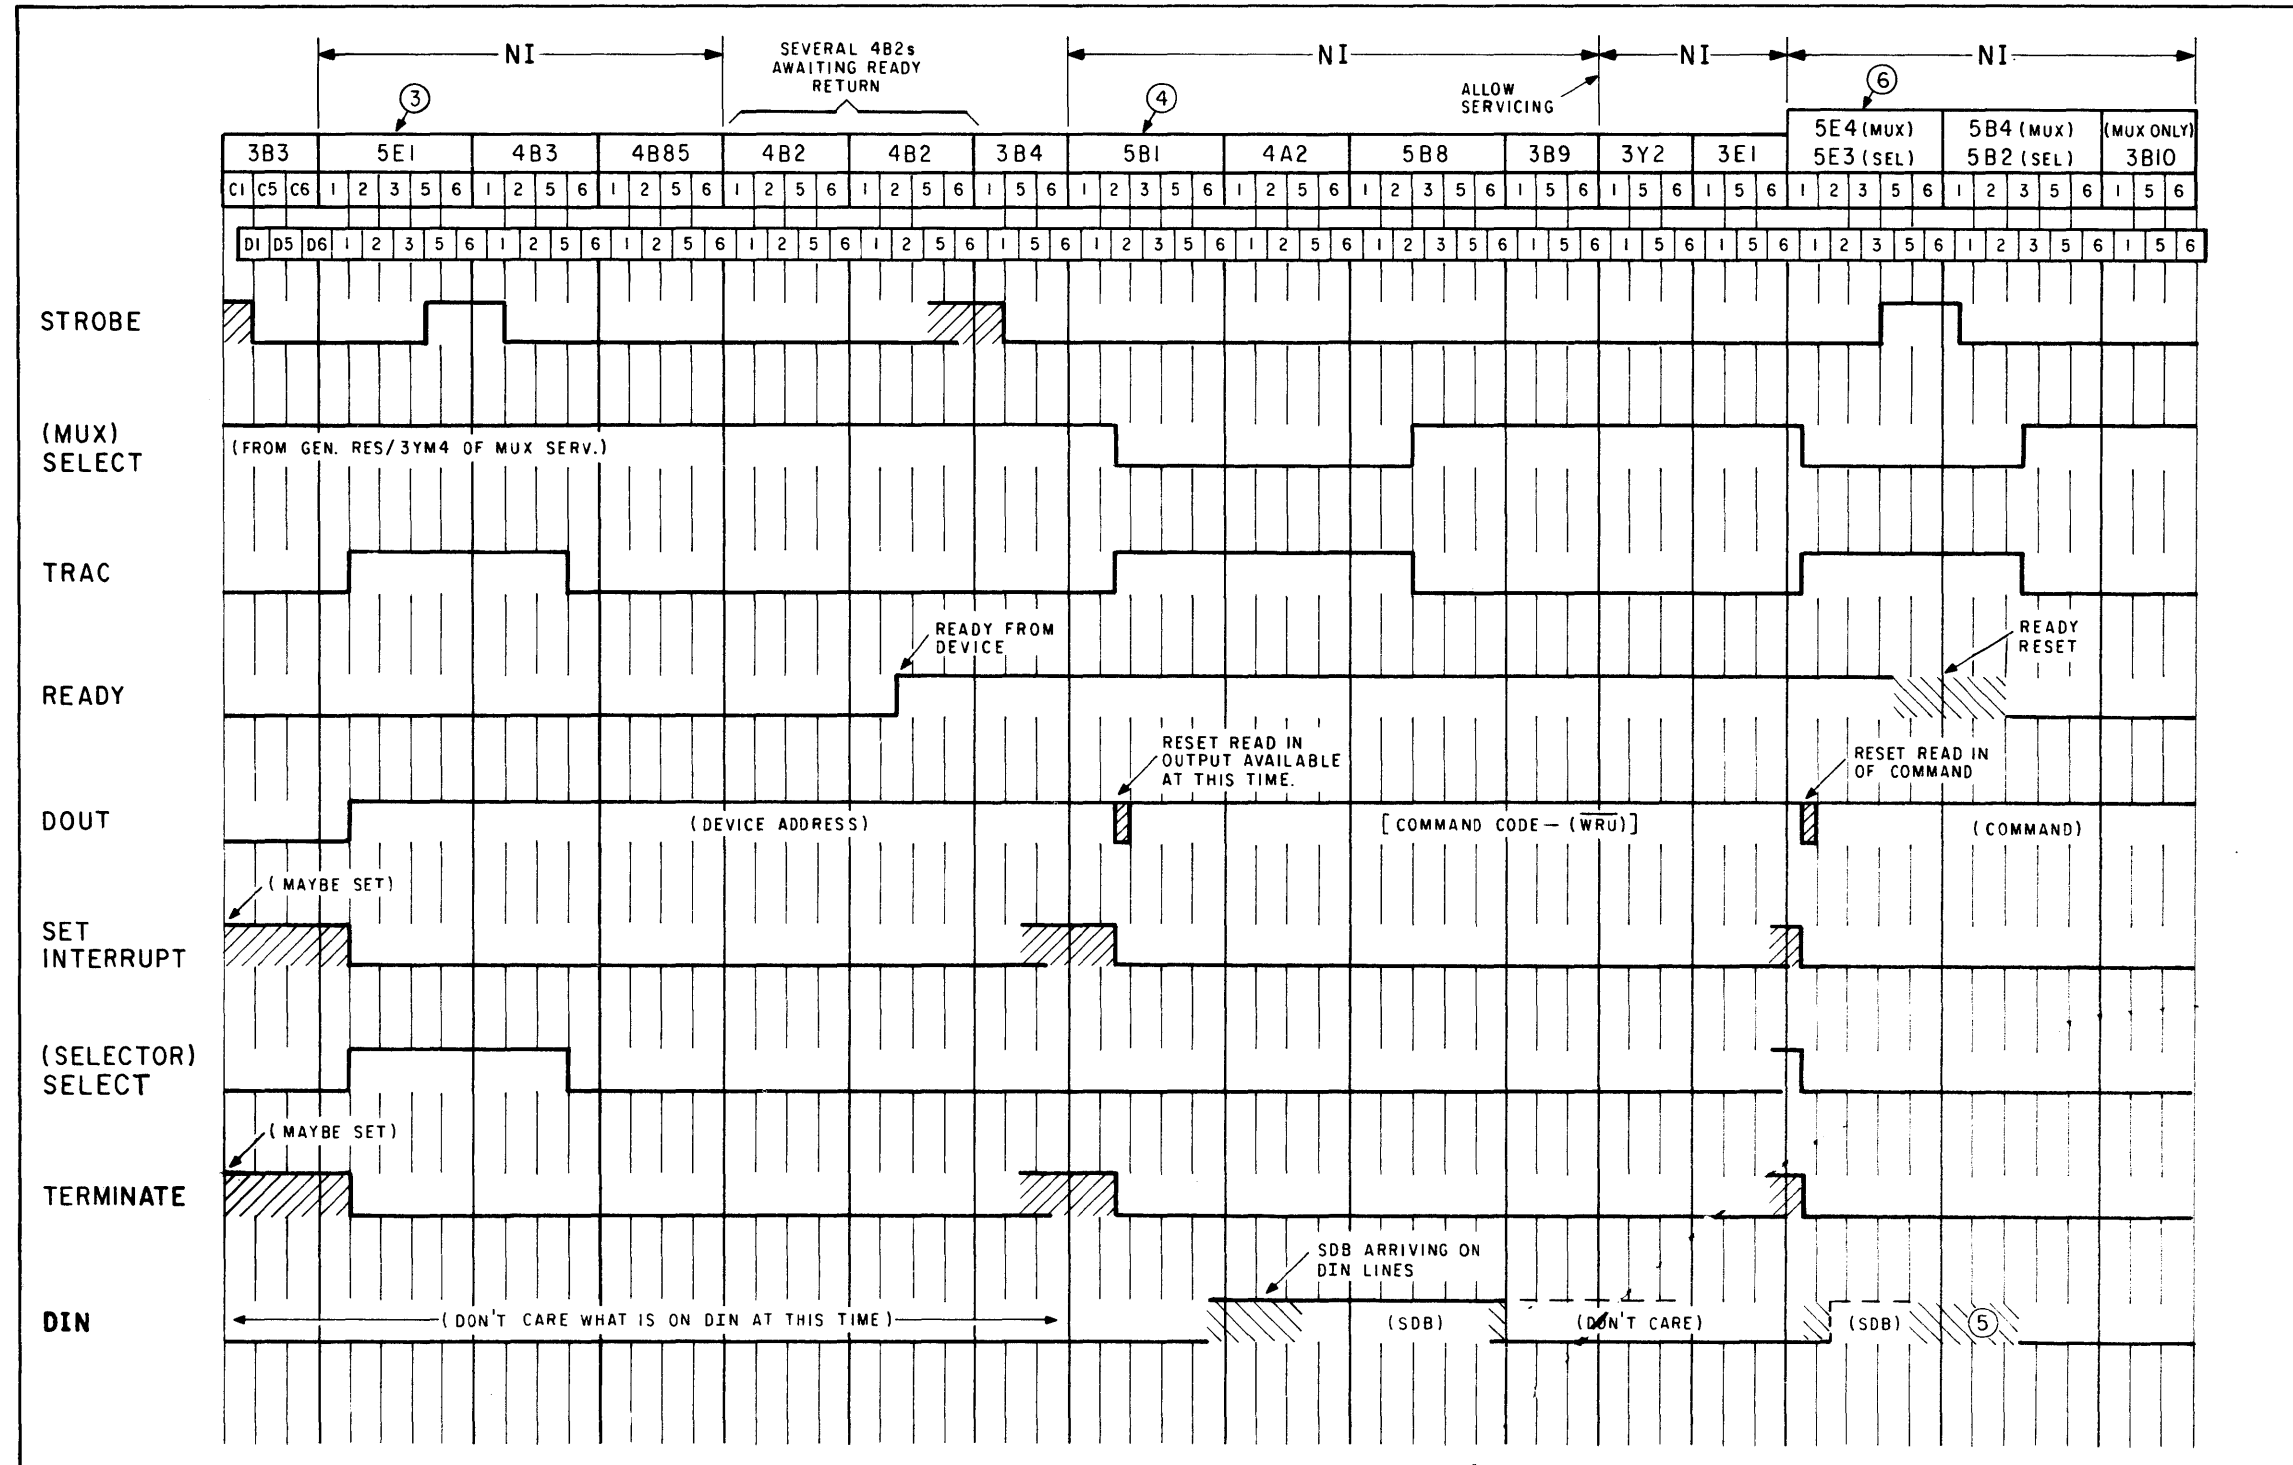 NI
SEVERAL 4B2s
AWAITING READY
RETURN
NI
NI
NI
ALLOW
SERVICING
3
4
6
3B3 5E1 4B3 4B85 4B2 4B2 3B4 5B1 4A2 5B8 3B9 3Y2 3E1 5E4 (MUX) 5B4 (MUX) (MUX ONLY)
5E3 (SEL) 5B2 (SEL) 3B10
C1 C5 C6 1 2 3 5 6 1 2 5 6 1 2 5 6 1 2 5 6 1 2 5 6 1 5 6 1 2 3 5 6 1 2 5 6 1 2 3 5 6 1 5 6 1 5 6 1 5 6 1 2 3 5 6 1 2 3 5 6 1 5 6
D1 D5 D6 1 2 3 5 6 1 2 5 6 1 2 5 6 1 2 5 6 1 2 5 6 1 5 6 1 2 3 5 6 1 2 5 6 1 2 3 5 6 1 5 6 1 5 6 1 5 6 1 2 3 5 6 1 2 3 5 6 1 5 6
STROBE
(MUX)
SELECT
(FROM GEN. RES/3YM4 OF MUX SERV.)
TRAC
READY FROM
DEVICE
READY
RESET
READY
RESET READ IN
OUTPUT AVAILABLE
AT THIS TIME.
RESET READ IN
OF COMMAND
DOUT
(DEVICE ADDRESS)
[COMMAND CODE — (W̅R̅U̅)]
(COMMAND)
(MAYBE SET)
SET
INTERRUPT
(SELECTOR)
SELECT
(MAYBE SET)
TERMINATE
SDB ARRIVING ON
DIN LINES
DIN
(DON'T CARE WHAT IS ON DIN AT THIS TIME)
(SDB)
(DON'T CARE)
(SDB)
5